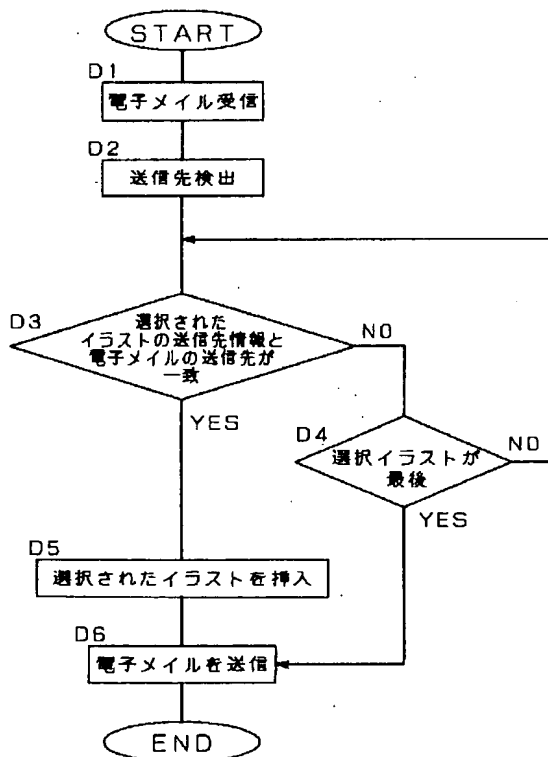 START
D1
電子メイル受信
D2
送信先検出
D3
選択された
イラストの送信先情報と
電子メイルの送信先が
一致
NO
YES
D4
選択イラストが
最後
NO
YES
D5
選択されたイラストを挿入
D6
電子メイルを送信
END